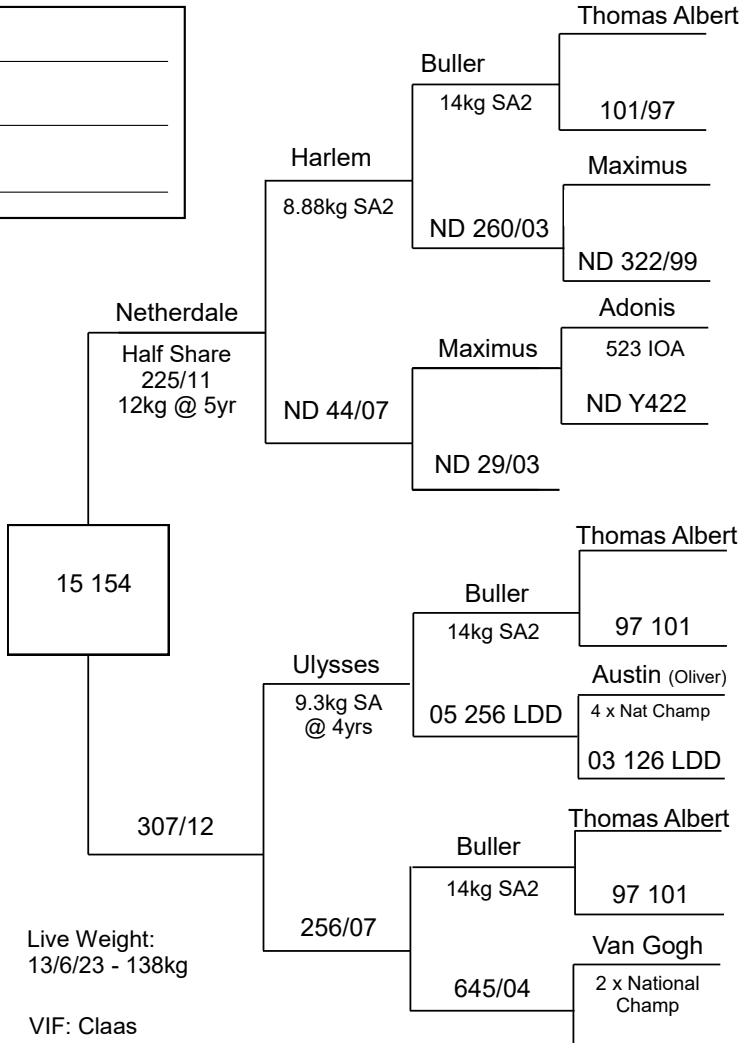 Thomas Albert
Buller
14kg SA2
101/97
Harlem
Maximus
8.88kg SA2
ND 260/03
ND 322/99
Netherdale
Adonis
Half Share
225/11
12kg @ 5yr
Maximus
523 IOA
ND 44/07
ND Y422
ND 29/03
15 154
Thomas Albert
Buller
14kg SA2
97 101
Ulysses
9.3kg SA
@ 4yrs
Austin (Oliver)
05 256 LDD
4 x Nat Champ
03 126 LDD
307/12
Thomas Albert
Buller
14kg SA2
97 101
256/07
Van Gogh
645/04
2 x National
Champ
Live Weight:
13/6/23 - 138kg
VIF: Claas